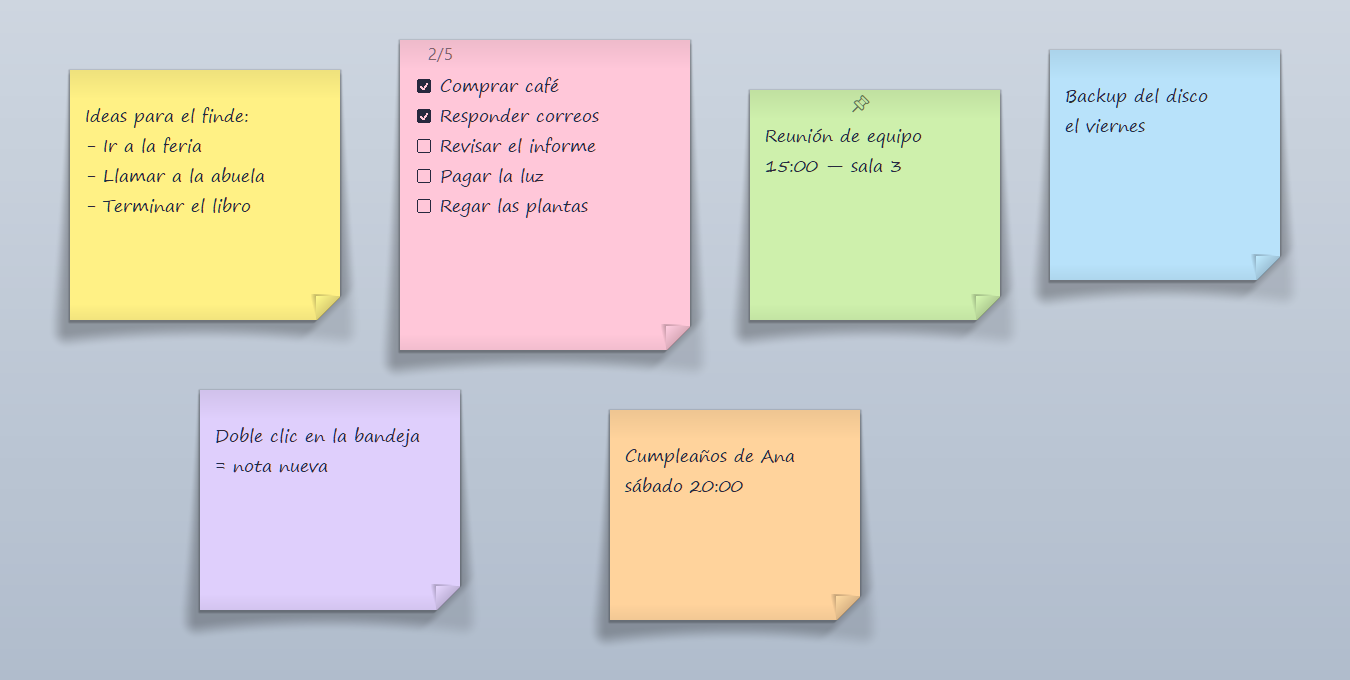 Ideas para el finde:
- Ir a la feria
- Llamar a la abuela
- Terminar el libro
2/5
Comprar café
Responder correos
Revisar el informe
Pagar la luz
Regar las plantas
Reunión de equipo
15:00 — sala 3
Backup del disco
el viernes
Doble clic en la bandeja
= nota nueva
Cumpleaños de Ana
sábado 20:00